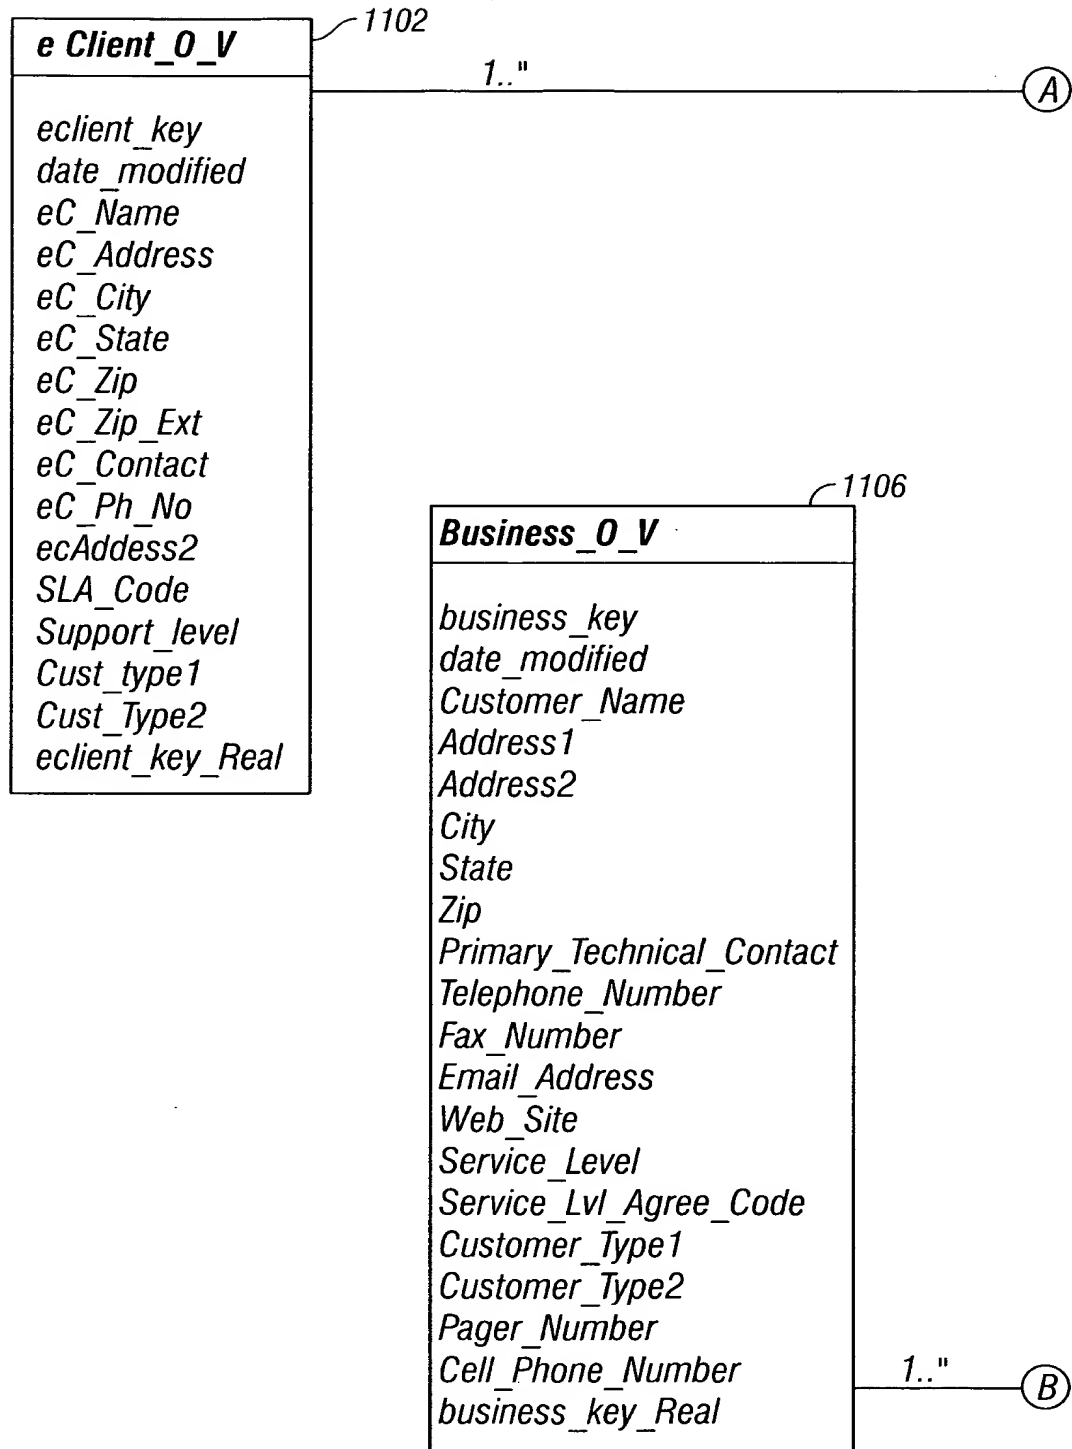 1102
e Client_O_V
1.."
A
eclient_key
date_modified
eC_Name
eC_Address
eC_City
eC_State
eC_Zip
eC_Zip_Ext
eC_Contact
eC_Ph_No
ecAddess2
SLA_Code
Support_level
Cust_type1
Cust_Type2
eclient_key_Real
1106
Business_O_V
business_key
date_modified
Customer_Name
Address1
Address2
City
State
Zip
Primary_Technical_Contact
Telephone_Number
Fax_Number
Email_Address
Web_Site
Service_Level
Service_Lvl_Agree_Code
Customer_Type1
Customer_Type2
Pager_Number
Cell_Phone_Number
business_key_Real
1.."
B